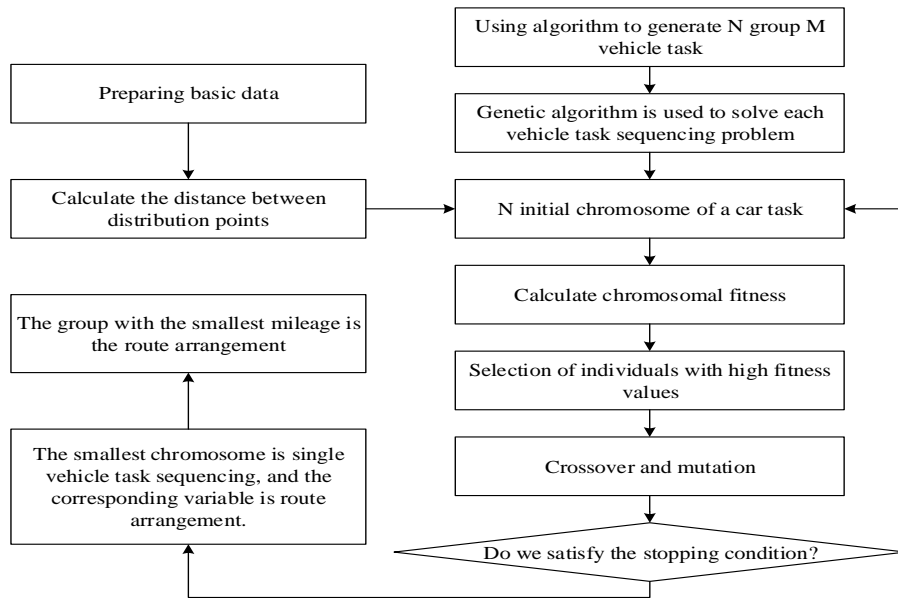 Using algorithm to generate N group M
vehicle task
Preparing basic data
Genetic algorithm is used to solve each
vehicle task sequencing problem
Calculate the distance between
distribution points
N initial chromosome of a car task
Calculate chromosomal fitness
The group with the smallest mileage is
the route arrangement
Selection of individuals with high fitness
values
The smallest chromosome is single
vehicle task sequencing, and the
corresponding variable is route
arrangement.
Crossover and mutation
Do we satisfy the stopping condition?